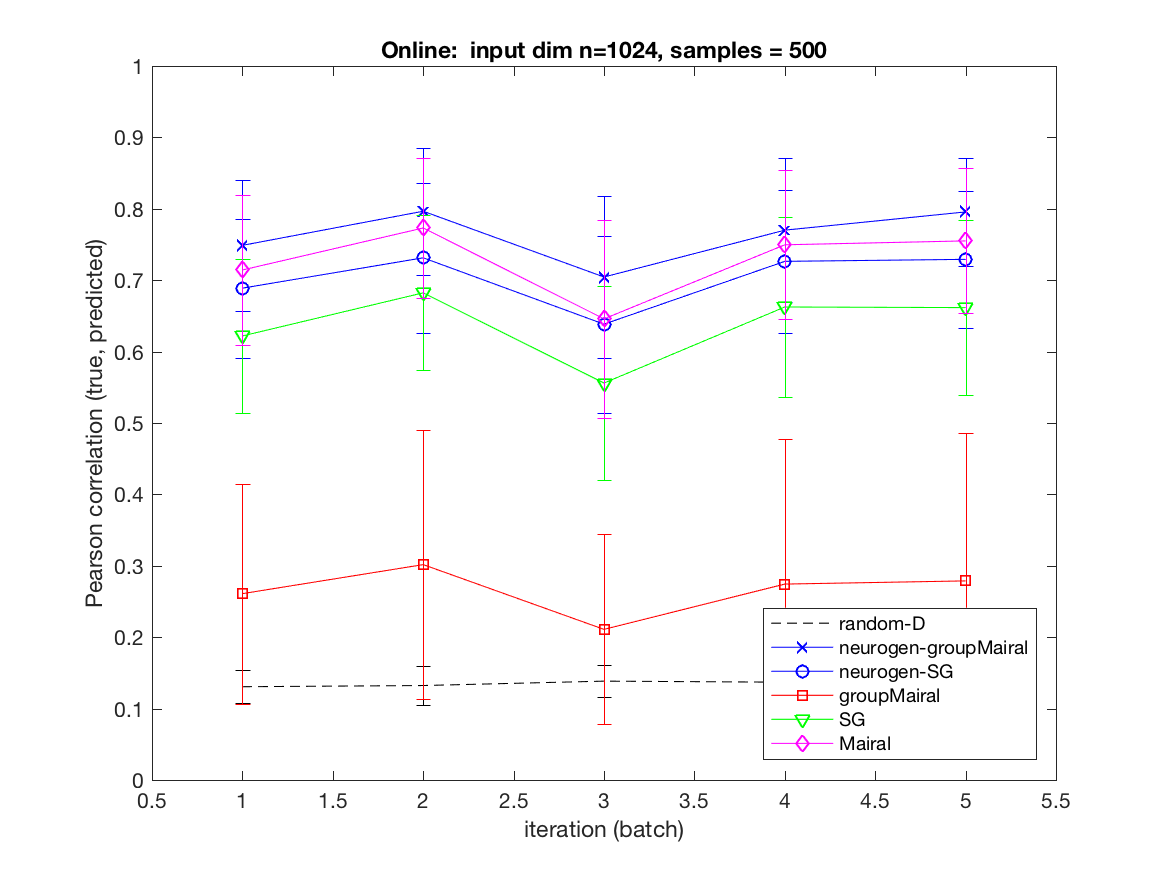 Online:  input dim n=1024, samples = 500
Pearson correlation (true, predicted)
1
0.9
0.8
0.7
0.6
0.5
0.4
0.3
0.2
0.1
0
random-D
neurogen-groupMairal
neurogen-SG
groupMairal
SG
Mairal
0.5 1 1.5 2 2.5 3 3.5 4 4.5 5 5.5
iteration (batch)